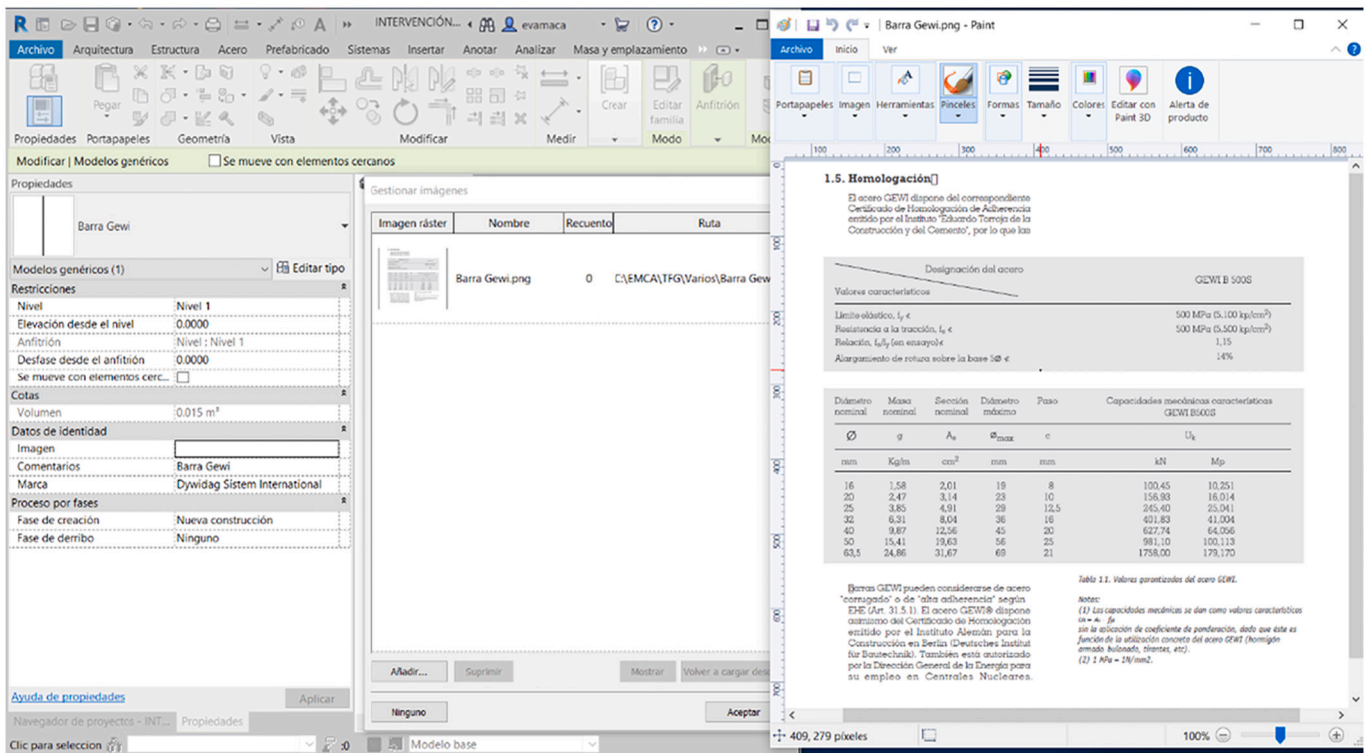 INTERVENCIÓN...
evamaca
Archivo Arquitectura Estructura Acero Prefabricado Sistemas Insertar Anotar Analizar Masa y emplazamiento
Pegar Crear Editar familia Anfitrión
Propiedades Portapapeles Geometría Vista Modificar Medir Modo
Modificar | Modelos genéricos Se mueve con elementos cercanos
Propiedades
Barra Gewi
Modelos genéricos (1) Editar tipo
Restricciones
Nivel Nivel 1
Elevación desde el nivel 0.0000
Anfitrión Nivel : Nivel 1
Desfase desde el anfitrión 0.0000
Se mueve con elementos cerc...
Cotas
Volumen 0.015 m³
Datos de identidad
Imagen
Comentarios Barra Gewi
Marca Dywidag Sistem International
Proceso por fases
Fase de creación Nueva construcción
Fase de derribo Ninguno
Ayuda de propiedades Aplicar
Navegador de proyectos - INT... Propiedades
Clic para seleccion :0 Modelo base
Gestionar imágenes
Imagen ráster Nombre Recuento Ruta
Barra Gewi.png 0 C:\EMCA\TFG\Varios\Barra Gew
Añadir... Suprimir Mostrar Volver a cargar desc
Ninguno Aceptar
Barra Gewi.png - Paint
Archivo Inicio Ver
Portapapeles Imagen Herramientas Pinceles Formas Tamaño Colores Editar con Paint 3D Alerta de producto
100 200 300 400 500 600 700 800
1.5. Homologación
El acero GEWI dispone del correspondiente
Certificado de Homologación de Adherencia
emitido por el Instituto "Eduardo Torroja de la
Construcción y del Cemento", por lo que las
Designación del acero GEWI B 500S
Valores característicos
Límite elástico, fy € 500 MPa (5.100 kp/cm²)
Resistencia a la tracción, fs € 500 MPa (5.500 kp/cm²)
Relación, fs/fy (en ensayo)€ 1,15
Alargamiento de rotura sobre la base 5Ø € 14%
Diámetro nominal Masa nominal Sección nominal Diámetro máximo Paso Capacidades mecánicas características GEWI B500S
Ø g As Ømax c Uk
mm Kg/m cm² mm mm kN Mp
16 1,58 2,01 19 8 100,45 10,251
20 2,47 3,14 23 10 156,93 16,014
25 3,85 4,91 29 12,5 245,40 25,041
32 6,31 8,04 36 16 401,83 41,004
40 9,87 12,56 45 20 627,74 64,056
50 15,41 19,63 56 25 981,10 100,113
63,5 24,86 31,67 69 21 1758,00 179,170
Barras GEWI pueden considerarse de acero
"corrugado" o de "alta adherencia" según
EHE (Art. 31.5.1). El acero GEWI® dispone
asimismo del Certificado de Homologación
emitido por el Instituto Alemán para la
Construcción en Berlín (Deutsches Institut
für Bautechnik). También está autorizado
por la Dirección General de la Energía para
su empleo en Centrales Nucleares.
Tabla 1.1. Valores garantizados del acero GEWI.
Notas:
(1) Las capacidades mecánicas se dan como valores característicos
sin la aplicación de coeficiente de ponderación, dado que éste es
función de la utilización concreta del acero GEWI (hormigón
armado bulonado, tirantes, etc).
(2) 1 MPa = 1N/mm2.
409, 279 píxeles 100%